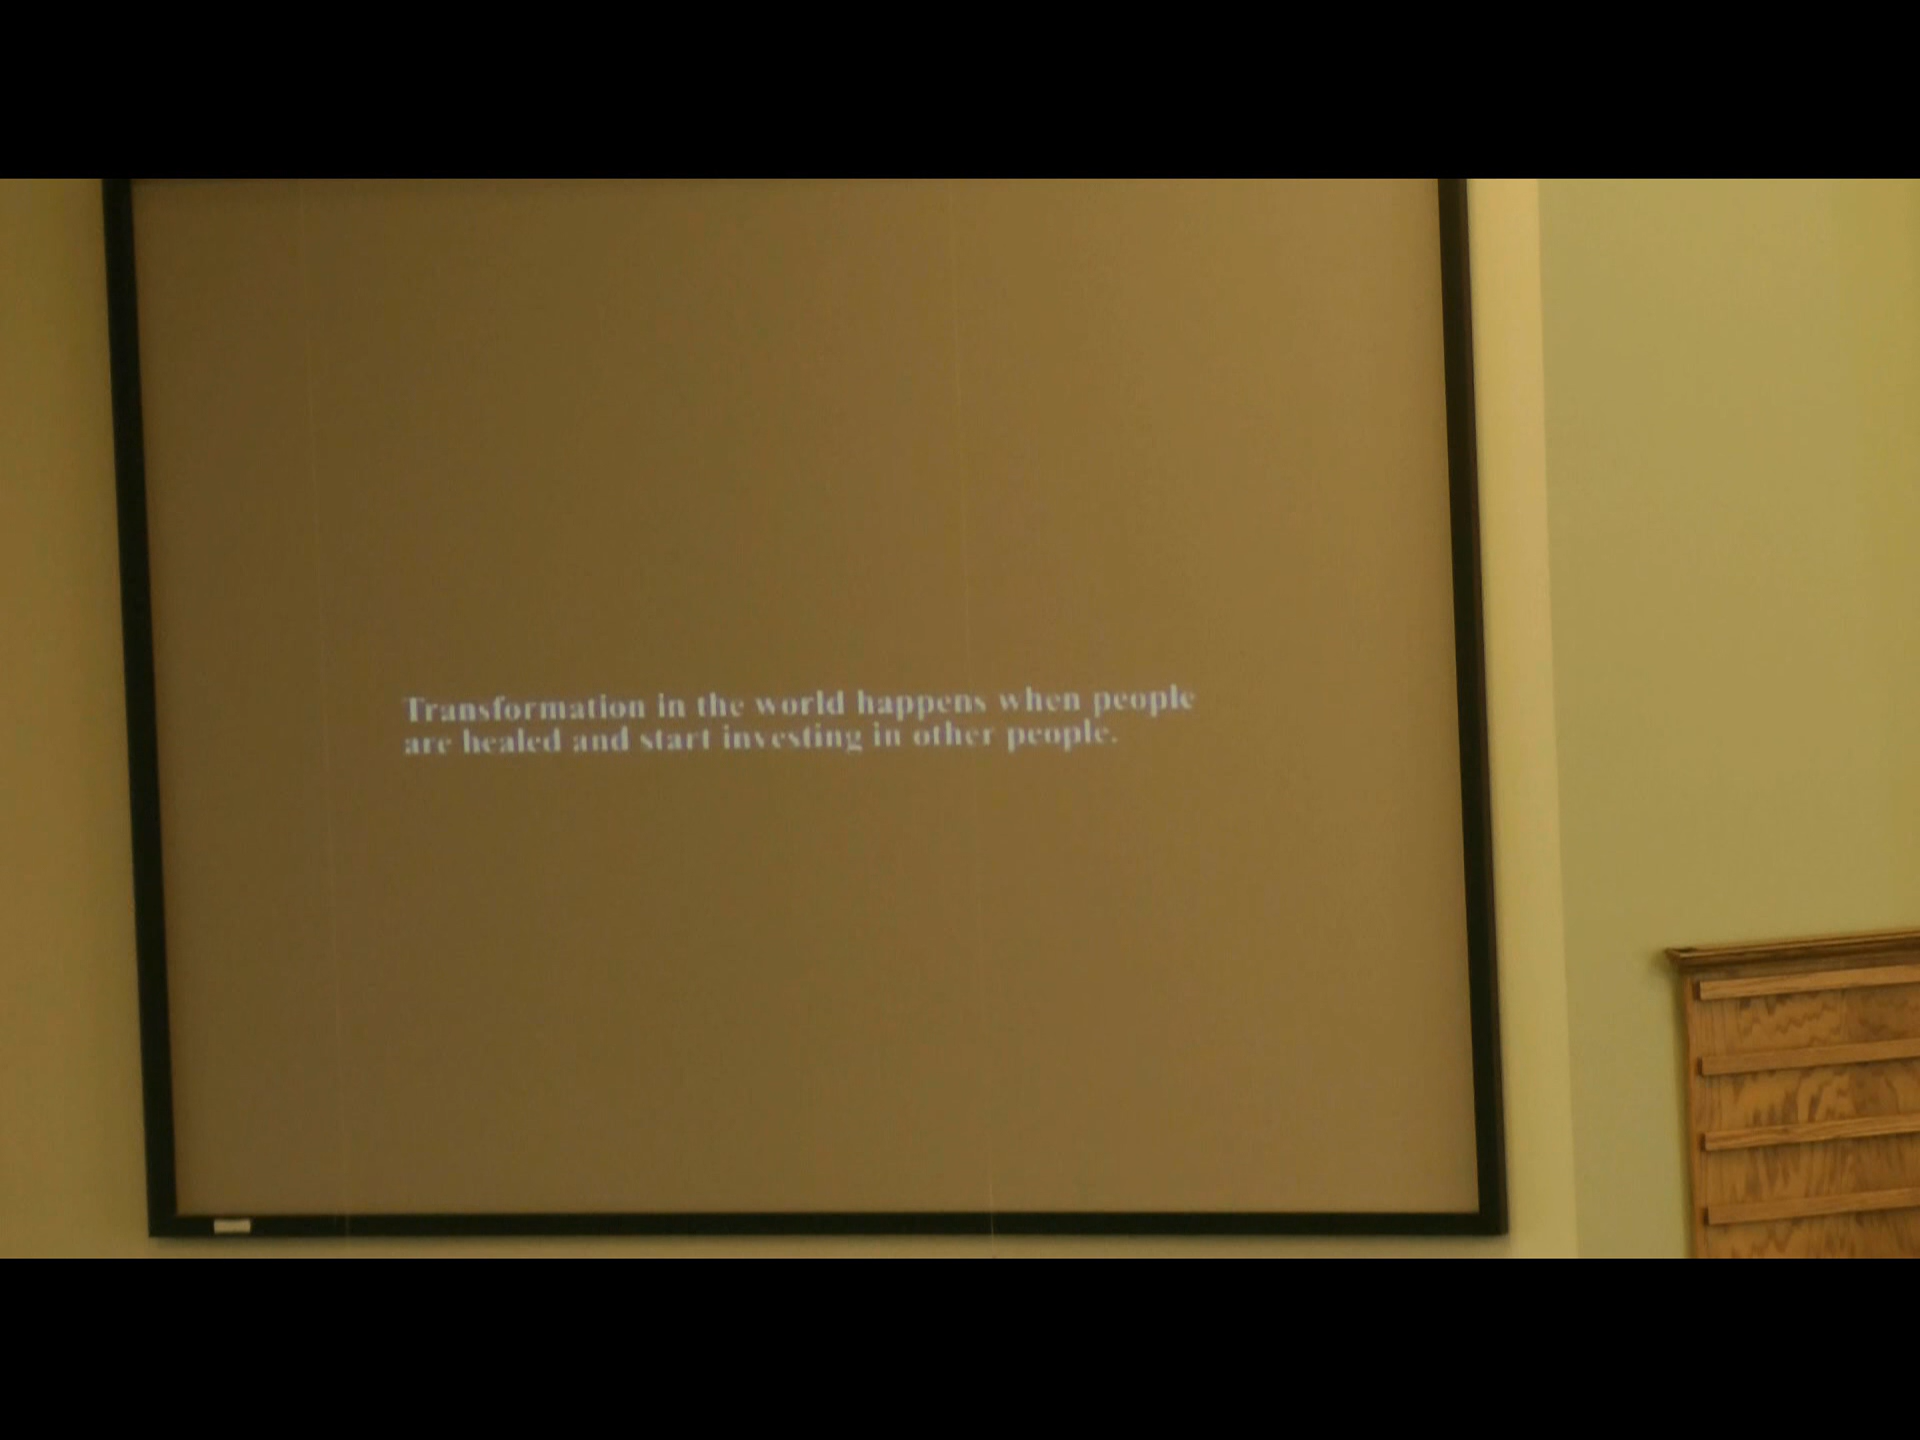 Transformation in the world happens when people
are healed and start investing in other people.